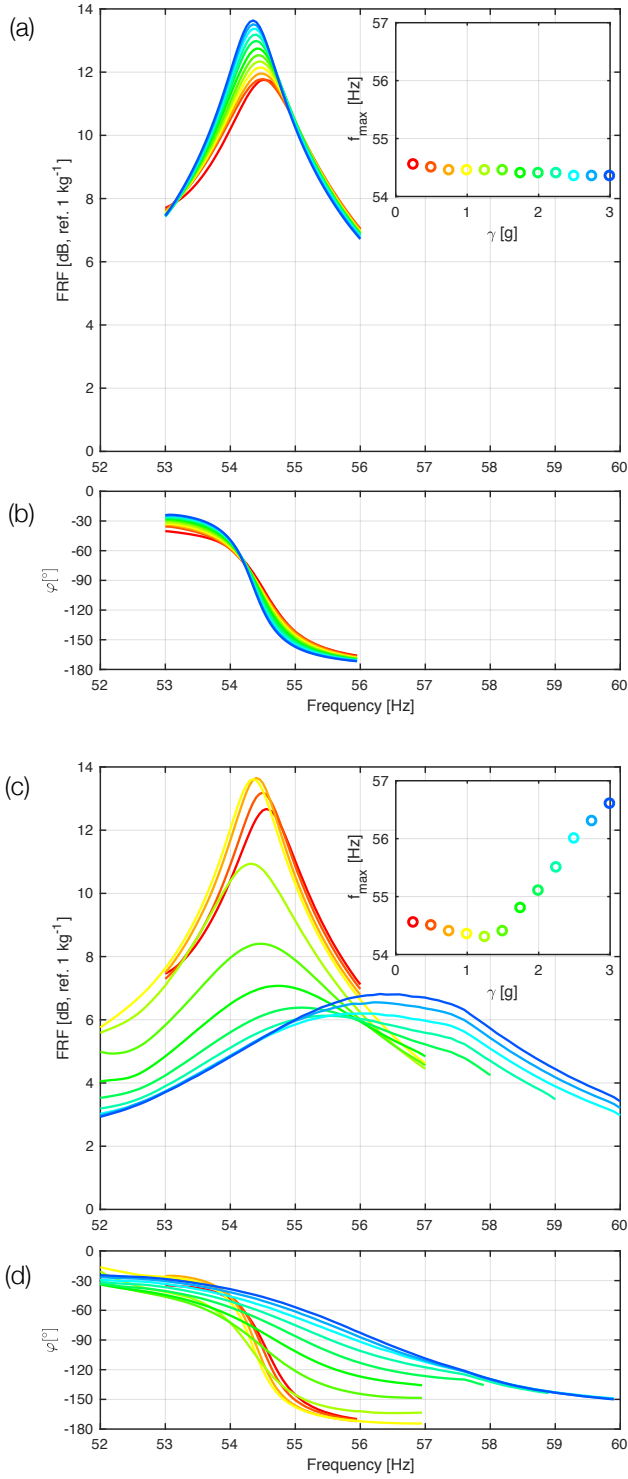 (a)
14
12
10
8
6
4
2
0
FRF [dB, ref. 1 kg⁻¹]
52 53 54 55 56 57 58 59 60
57
56
55
54
f_max [Hz]
0 1 2 3
γ [g]
(b)
0
-30
-60
-90
-120
-150
-180
φ[°]
52 53 54 55 56 57 58 59 60
Frequency [Hz]
(c)
14
12
10
8
6
4
2
0
FRF [dB, ref. 1 kg⁻¹]
52 53 54 55 56 57 58 59 60
57
56
55
54
f_max [Hz]
0 1 2 3
γ [g]
(d)
0
-30
-60
-90
-120
-150
-180
φ[°]
52 53 54 55 56 57 58 59 60
Frequency [Hz]